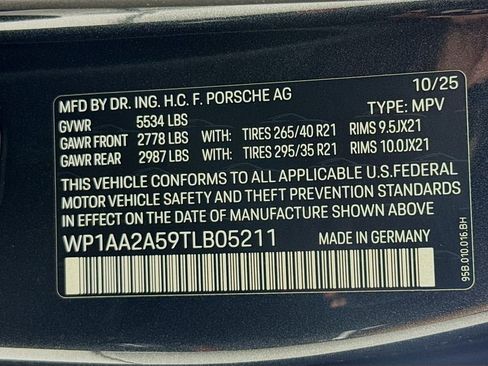 10/25
MFD BY DR. ING. H.C. F. PORSCHE AG TYPE: MPV
GVWR 5534 LBS
GAWR FRONT 2778 LBS WITH: TIRES 265/40 R21 RIMS 9.5JX21
GAWR REAR 2987 LBS WITH: TIRES 295/35 R21 RIMS 10.0JX21
THIS VEHICLE CONFORMS TO ALL APPLICABLE U.S.FEDERAL
MOTOR VEHICLE SAFETY AND THEFT PREVENTION STANDARDS
IN EFFECT ON THE DATE OF MANUFACTURE SHOWN ABOVE.
WP1AA2A59TLB05211
MADE IN GERMANY
95B.010.016.BH